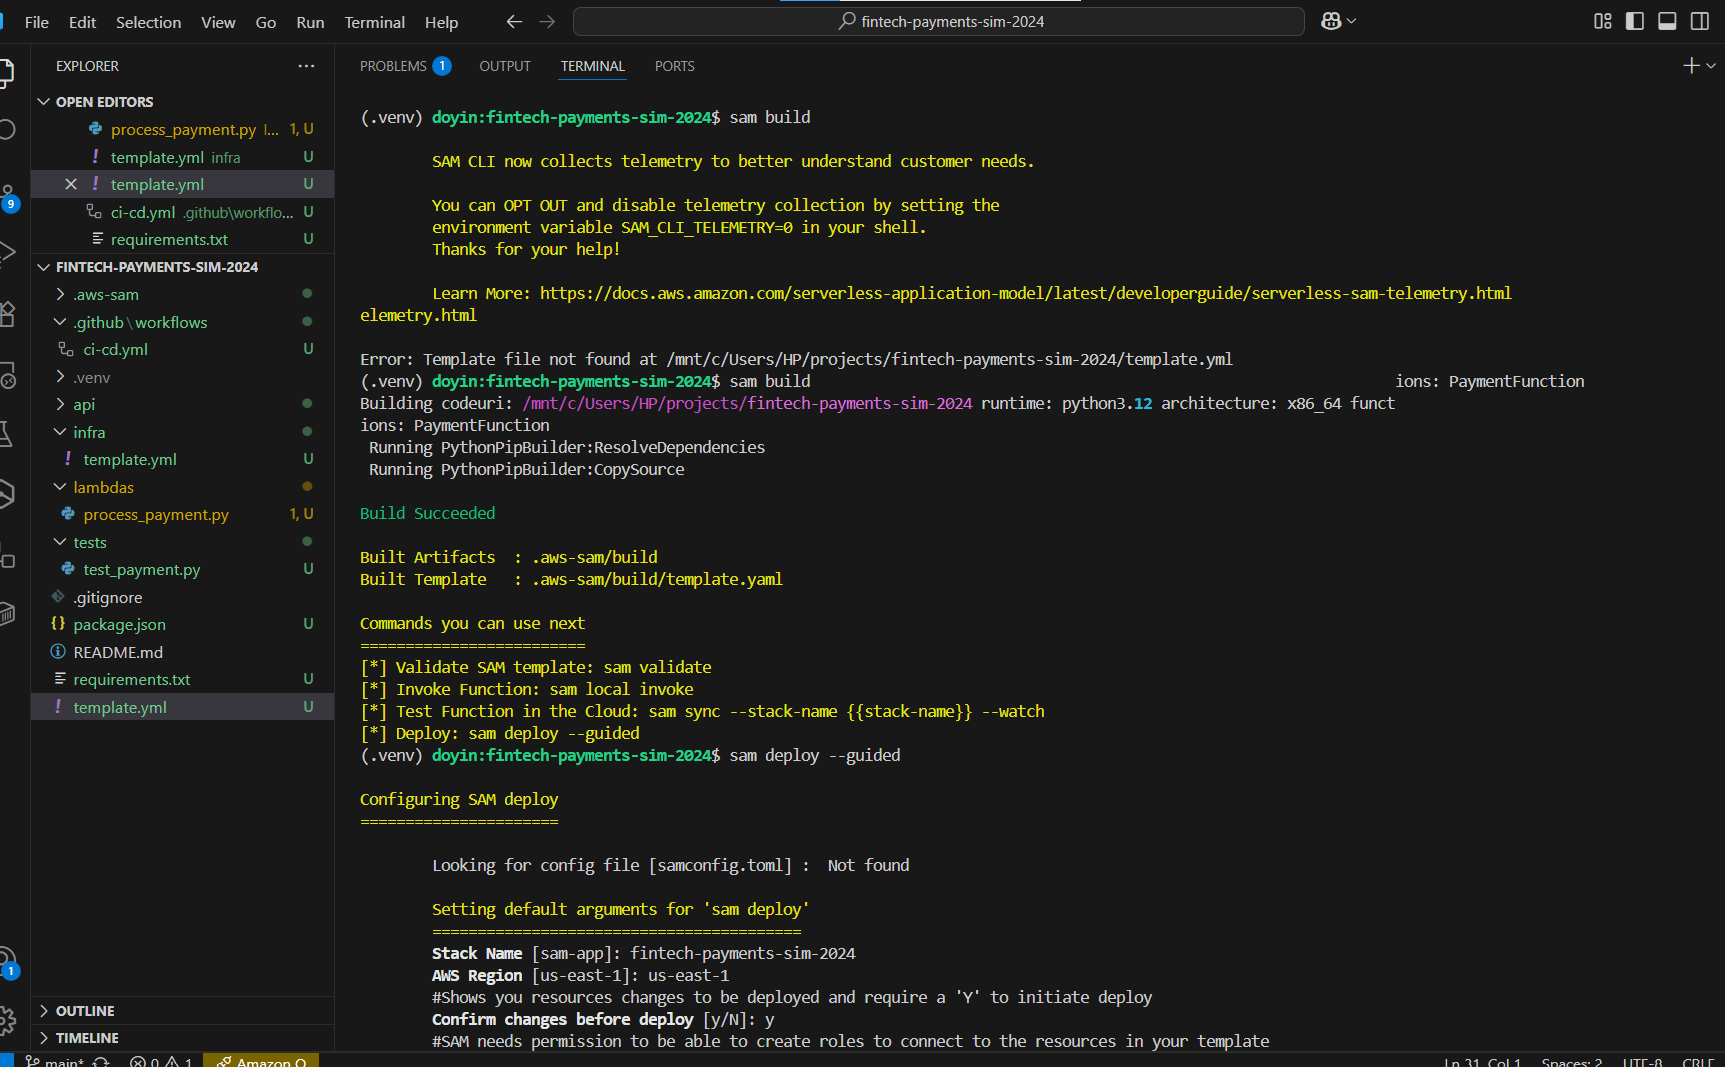 File Edit Selection View Go Run Terminal Help
fintech-payments-sim-2024
EXPLORER
OPEN EDITORS
process_payment.py l... 1, U
template.yml infra U
template.yml U
ci-cd.yml .github\workflo... U
requirements.txt U
FINTECH-PAYMENTS-SIM-2024
.aws-sam
.github\workflows
ci-cd.yml U
.venv
api
infra
template.yml U
lambdas
process_payment.py 1, U
tests
test_payment.py U
.gitignore
package.json U
README.md
requirements.txt U
template.yml U
OUTLINE
TIMELINE
9
1
PROBLEMS 1 OUTPUT TERMINAL PORTS
(.venv) doyin:fintech-payments-sim-2024$ sam build
SAM CLI now collects telemetry to better understand customer needs.
You can OPT OUT and disable telemetry collection by setting the
environment variable SAM_CLI_TELEMETRY=0 in your shell.
Thanks for your help!
Learn More: https://docs.aws.amazon.com/serverless-application-model/latest/developerguide/serverless-sam-telemetry.html
elemetry.html
Error: Template file not found at /mnt/c/Users/HP/projects/fintech-payments-sim-2024/template.yml
(.venv) doyin:fintech-payments-sim-2024$ sam build ions: PaymentFunction
Building codeuri: /mnt/c/Users/HP/projects/fintech-payments-sim-2024 runtime: python3.12 architecture: x86_64 funct
ions: PaymentFunction
Running PythonPipBuilder:ResolveDependencies
Running PythonPipBuilder:CopySource
Build Succeeded
Built Artifacts : .aws-sam/build
Built Template : .aws-sam/build/template.yaml
Commands you can use next
=========================
[*] Validate SAM template: sam validate
[*] Invoke Function: sam local invoke
[*] Test Function in the Cloud: sam sync --stack-name {{stack-name}} --watch
[*] Deploy: sam deploy --guided
(.venv) doyin:fintech-payments-sim-2024$ sam deploy --guided
Configuring SAM deploy
======================
Looking for config file [samconfig.toml] : Not found
Setting default arguments for 'sam deploy'
=========================================
Stack Name [sam-app]: fintech-payments-sim-2024
AWS Region [us-east-1]: us-east-1
#Shows you resources changes to be deployed and require a 'Y' to initiate deploy
Confirm changes before deploy [y/N]: y
#SAM needs permission to be able to create roles to connect to the resources in your template
main* 0 1 Amazon Q Ln 31, Col 1 Spaces: 2 UTF-8 CRLF